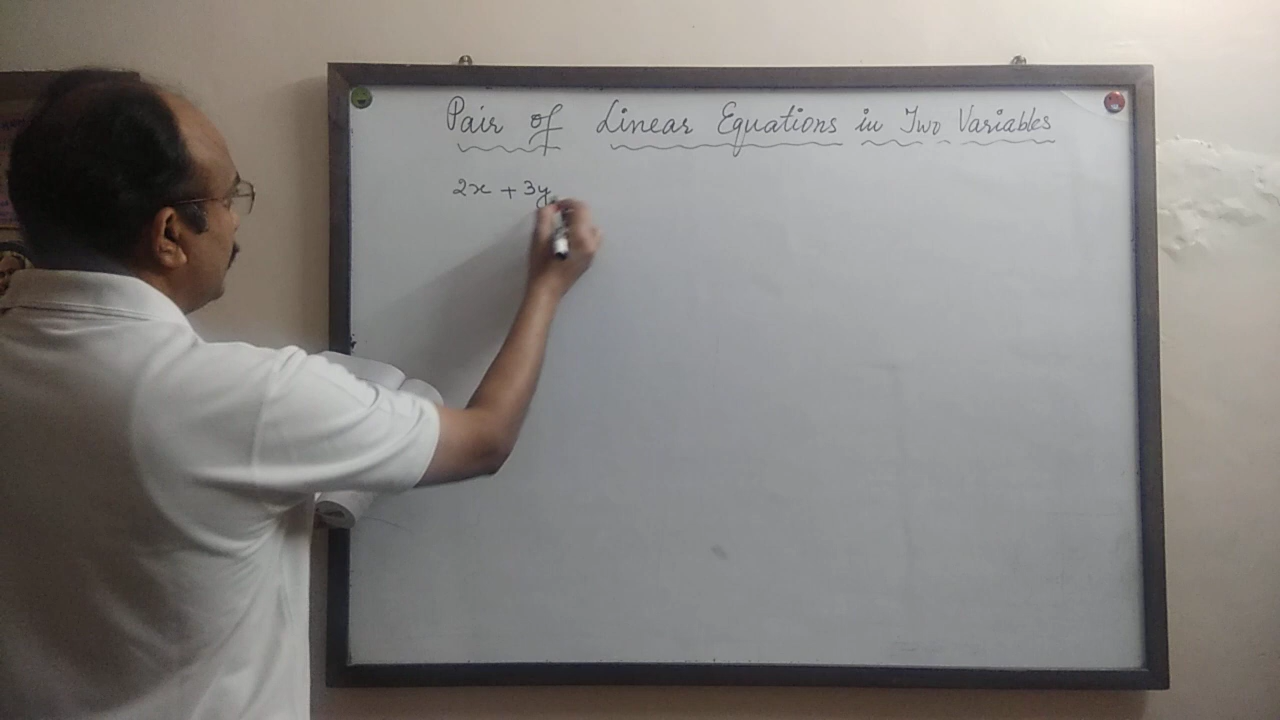 Pair of Linear Equations in Two Variables
2x + 3y